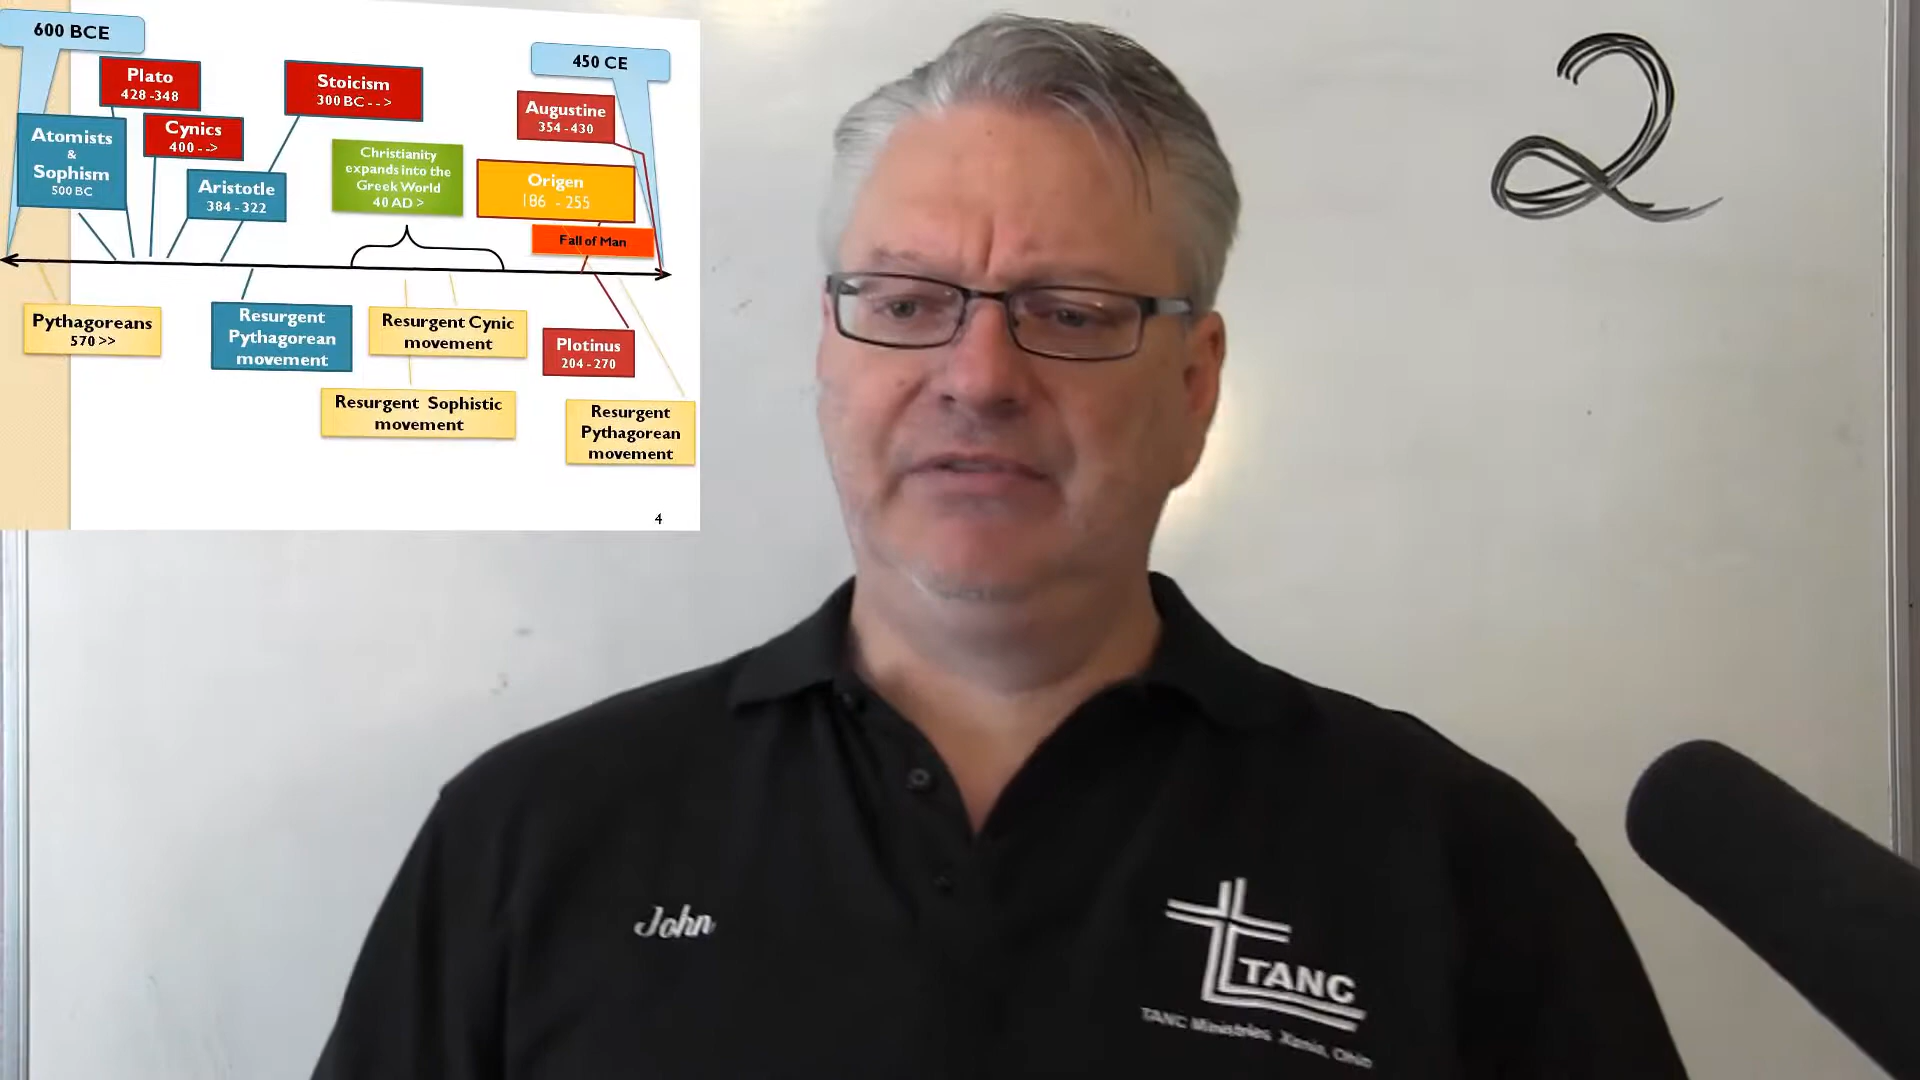 600 BCE
Plato
428 -348
Stoicism
300 BC - - >
450 CE
Augustine
354 - 430
Atomists
&
Sophism
500 BC
Cynics
400 - ->
Aristotle
384 - 322
Christianity
expands into the
Greek World
40 AD >
Origen
186 - 255
Fall of Man
Pythagoreans
570 >>
Resurgent
Pythagorean
movement
Resurgent Cynic
movement
Plotinus
204 - 270
Resurgent Sophistic
movement
Resurgent
Pythagorean
movement
4
2
John
TANC
TANC Ministries Xenia, Ohio